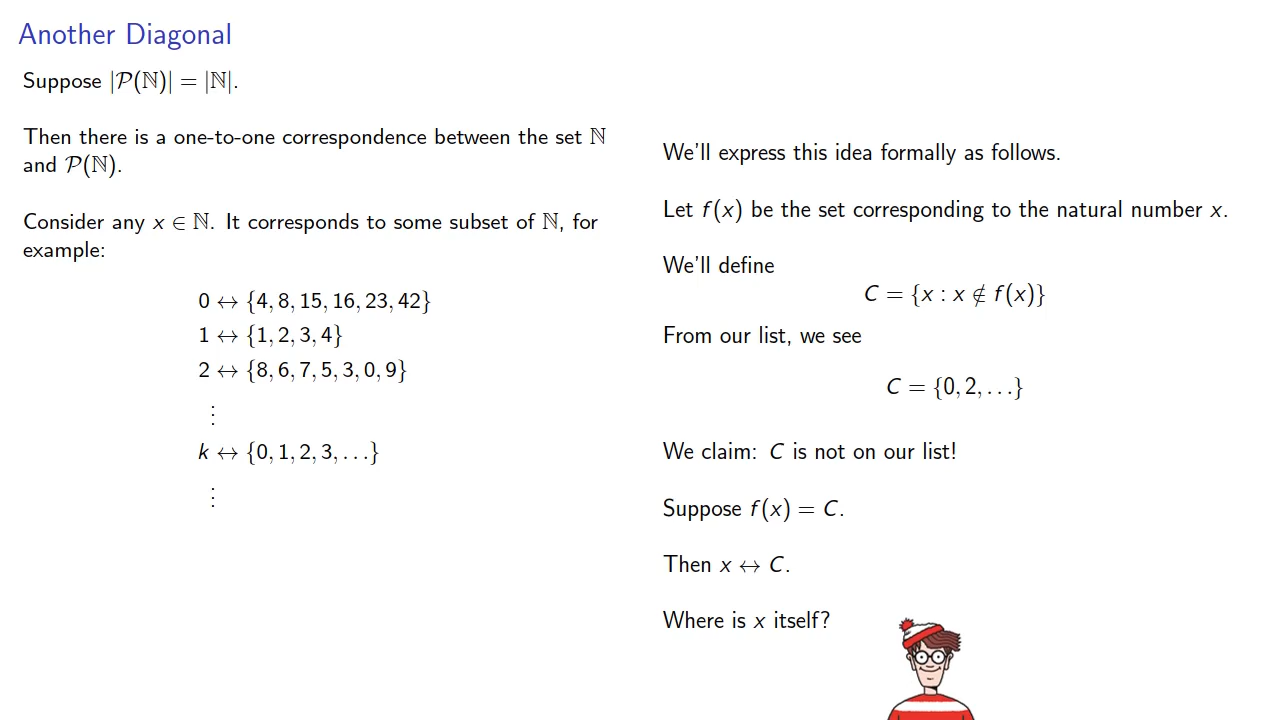 Another Diagonal
Suppose |𝒫(ℕ)| = |ℕ|.
Then there is a one-to-one correspondence between the set ℕ
and 𝒫(ℕ).
Consider any x ∈ ℕ. It corresponds to some subset of ℕ, for
example:
0 ↔ {4, 8, 15, 16, 23, 42}
1 ↔ {1, 2, 3, 4}
2 ↔ {8, 6, 7, 5, 3, 0, 9}
⋮
k ↔ {0, 1, 2, 3, . . .}
⋮
We'll express this idea formally as follows.
Let f(x) be the set corresponding to the natural number x.
We'll define
C = {x : x ∉ f(x)}
From our list, we see
C = {0, 2, . . .}
We claim: C is not on our list!
Suppose f(x) = C.
Then x ↔ C.
Where is x itself?